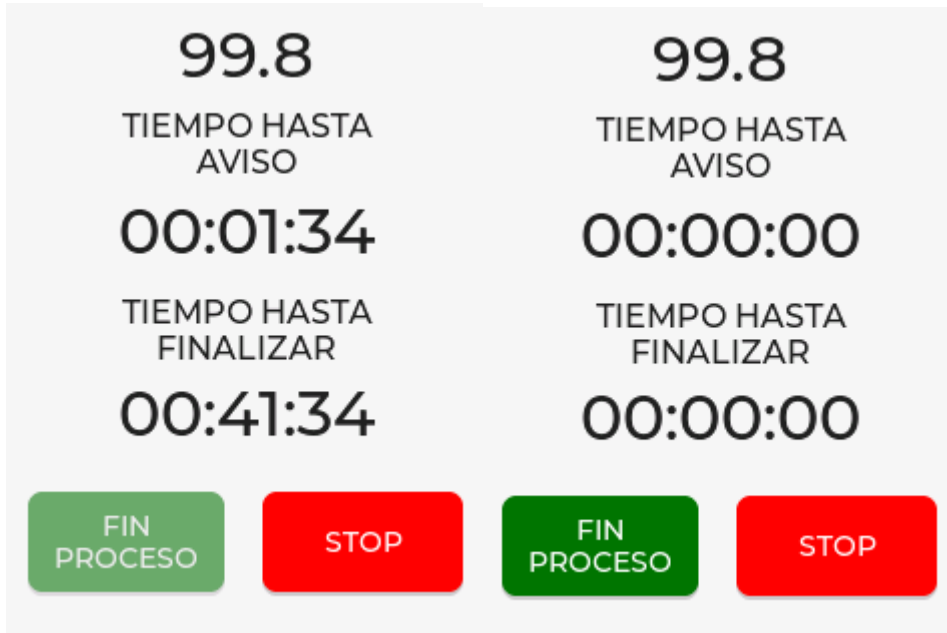 99.8
TIEMPO HASTA
AVISO
00:01:34
TIEMPO HASTA
FINALIZAR
00:41:34
FIN
PROCESO
STOP
99.8
TIEMPO HASTA
AVISO
00:00:00
TIEMPO HASTA
FINALIZAR
00:00:00
FIN
PROCESO
STOP